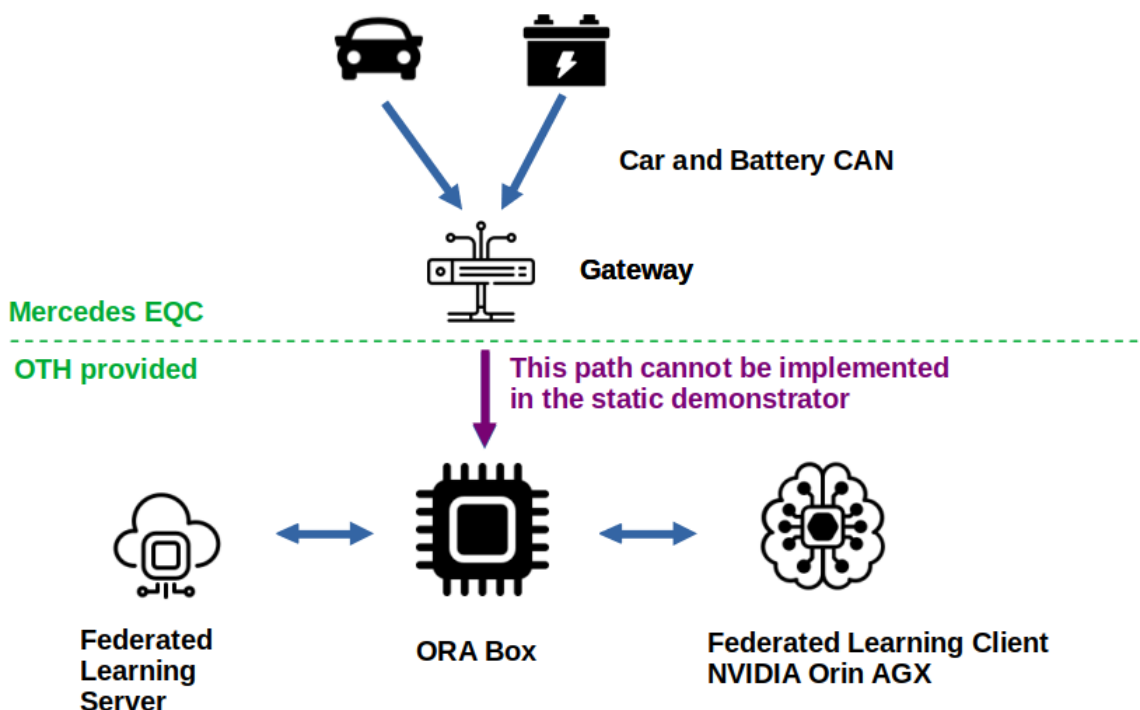 Car and Battery CAN
Gateway
Mercedes EQC
OTH provided
This path cannot be implemented
in the static demonstrator
Federated
Learning
Server
ORA Box
Federated Learning Client
NVIDIA Orin AGX